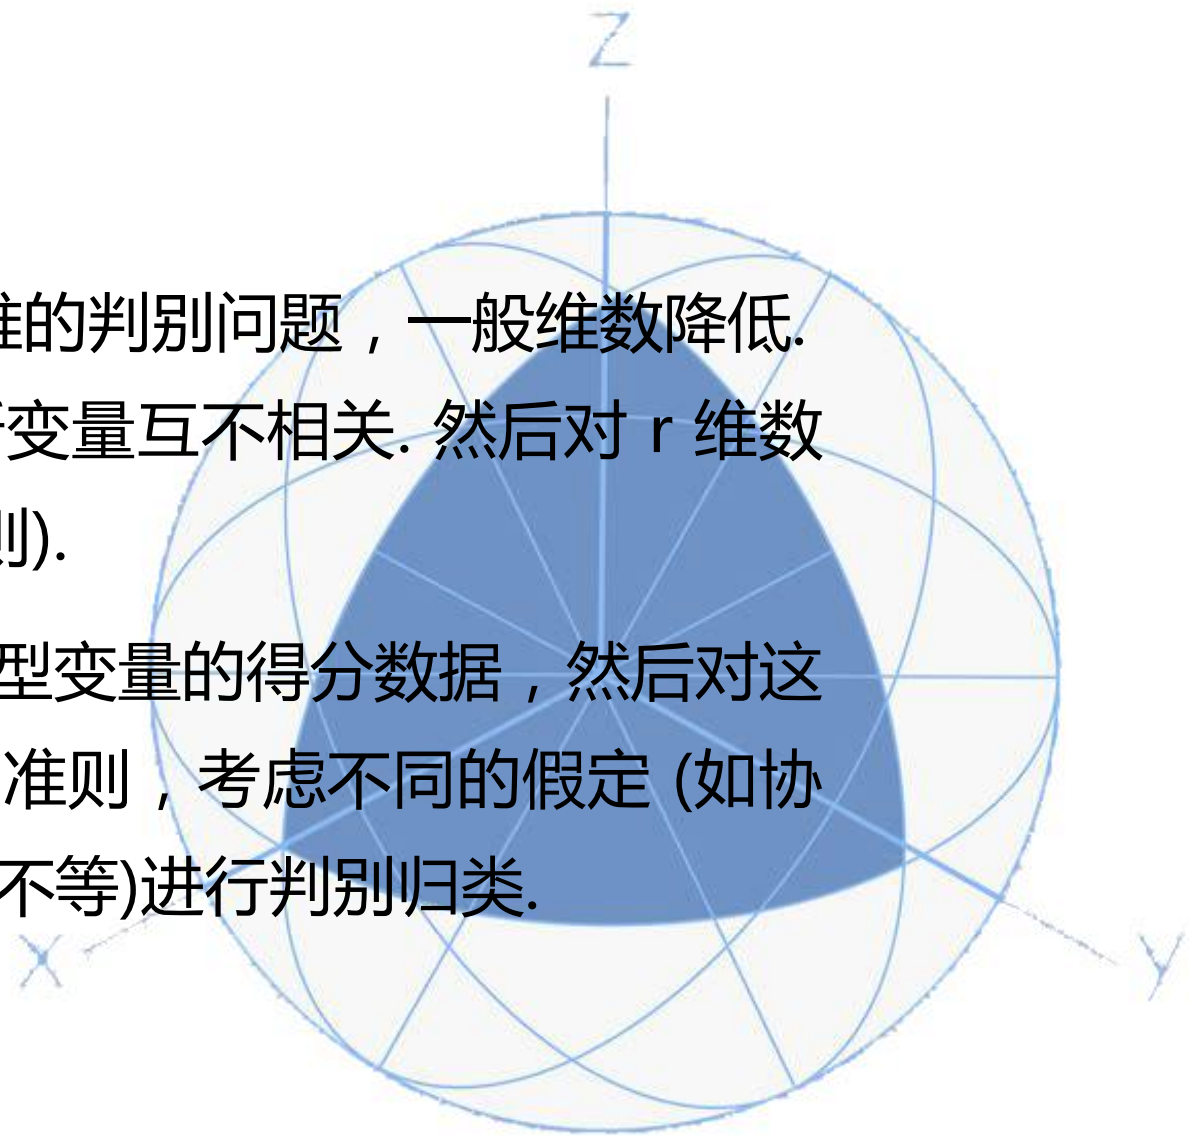 Z
的判别问题，一般维数降低.
变量互不相关. 然后对 r 维数
则).
型变量的得分数据，然后对这
准则，考虑不同的假定 (如协
不等)进行判别归类.
X
Y